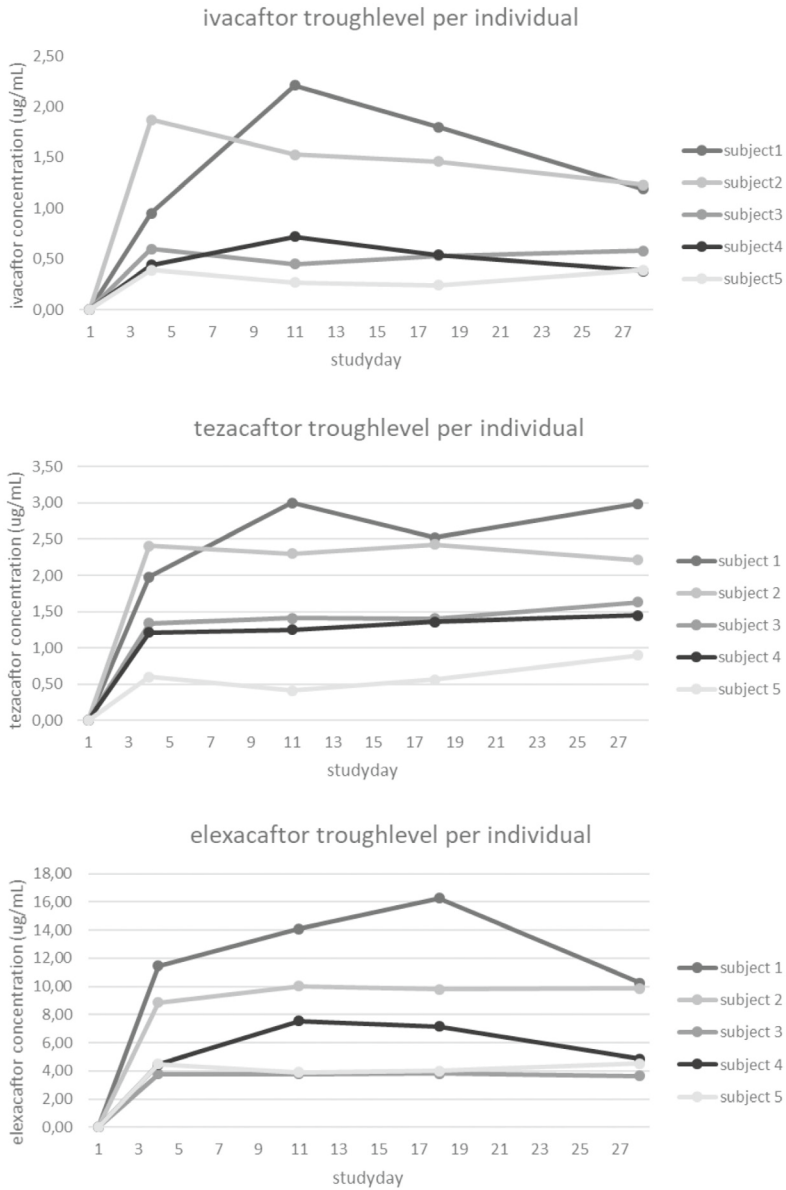 ivacaftor troughlevel per individual
ivacaftor concentration (ug/mL)
2,50
2,00
1,50
1,00
0,50
0,00
1 3 5 7 9 11 13 15 17 19 21 23 25 27
studyday
subject1
subject2
subject3
subject4
subject5
tezacaftor troughlevel per individual
tezacaftor concentration (ug/mL)
3,50
3,00
2,50
2,00
1,50
1,00
0,50
0,00
1 3 5 7 9 11 13 15 17 19 21 23 25 27
studyday
subject 1
subject 2
subject 3
subject 4
subject 5
elexacaftor troughlevel per individual
elexacaftor concentration (ug/mL)
18,00
16,00
14,00
12,00
10,00
8,00
6,00
4,00
2,00
0,00
1 3 5 7 9 11 13 15 17 19 21 23 25 27
studyday
subject 1
subject 2
subject 3
subject 4
subject 5